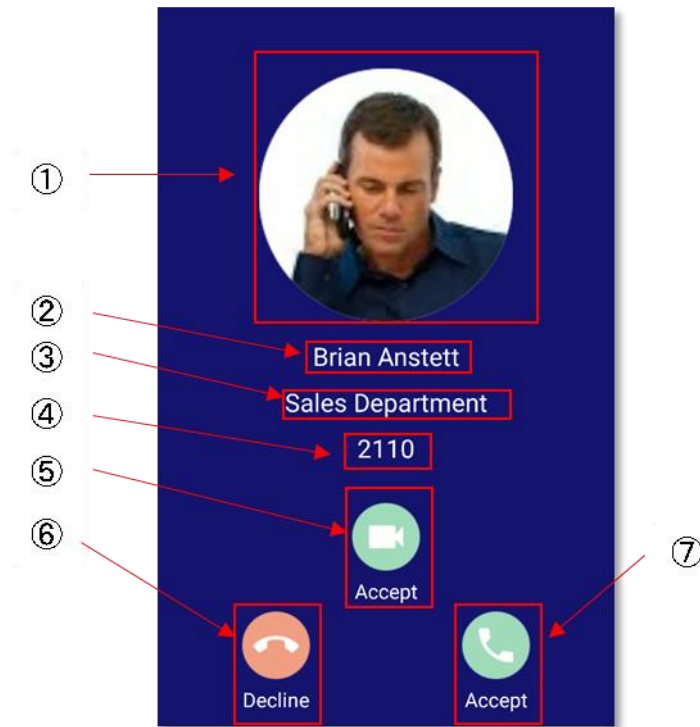 ①
②
Brian Anstett
③
Sales Department
④
2110
⑤
Accept
⑥
Decline
⑦
Accept